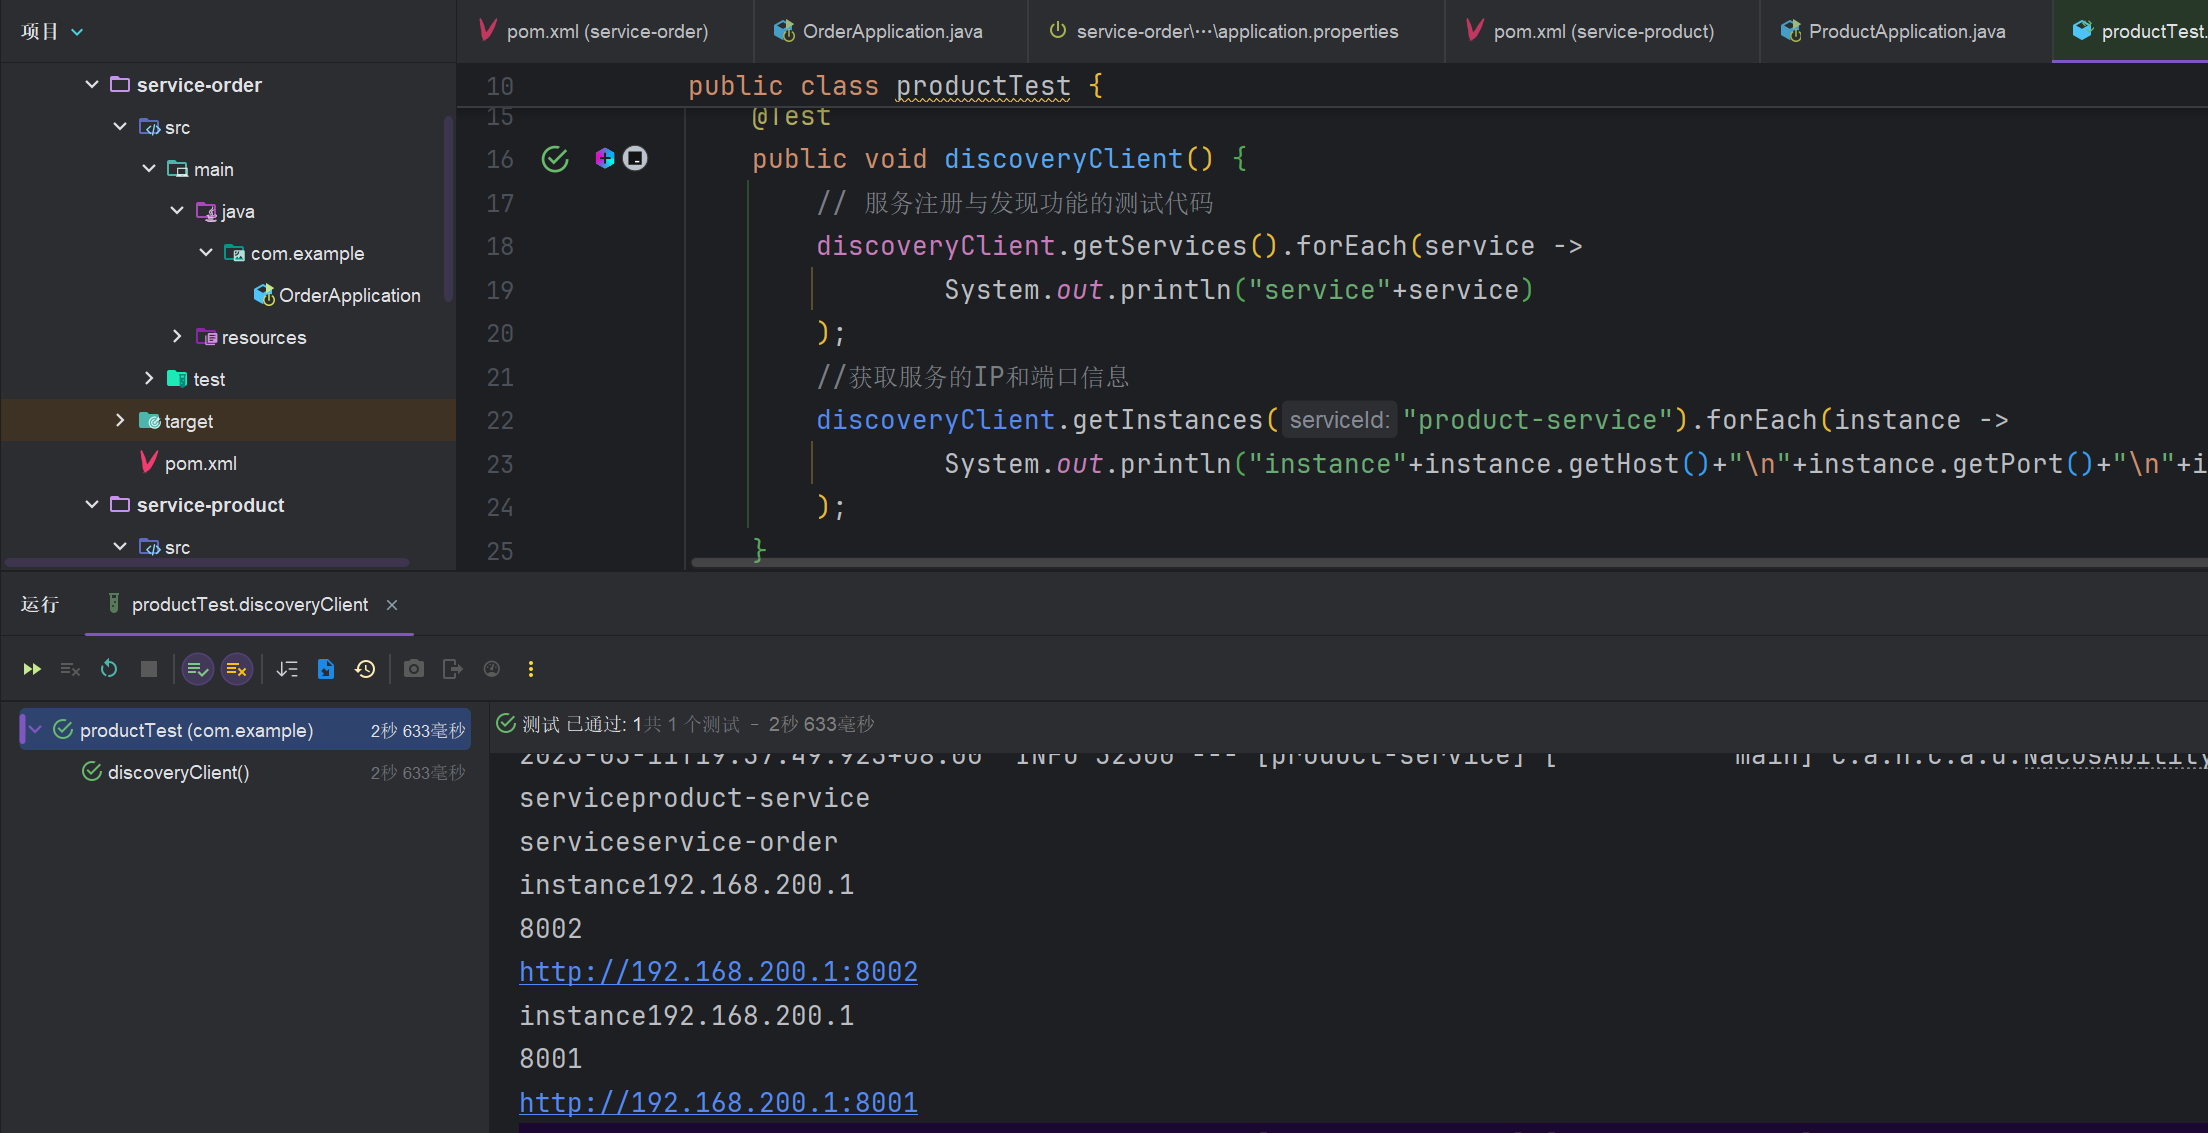 项目
pom.xml (service-order)
OrderApplication.java
service-order\···\application.properties
pom.xml (service-product)
ProductApplication.java
productTest.
service-order
src
main
java
com.example
OrderApplication
resources
test
target
pom.xml
service-product
src
10 public class productTest {
15 @Test
16 public void discoveryClient() {
17 // 服务注册与发现功能的测试代码
18 discoveryClient.getServices().forEach(service ->
19 System.out.println("service"+service)
20 );
21 //获取服务的IP和端口信息
22 discoveryClient.getInstances( serviceId: "product-service").forEach(instance ->
23 System.out.println("instance"+instance.getHost()+"\n"+instance.getPort()+"\n"+i
24 );
25 }
运行
productTest.discoveryClient
productTest (com.example) 2秒 633毫秒
discoveryClient() 2秒 633毫秒
测试 已通过: 1共 1 个测试 – 2秒 633毫秒
[product-service] [ main] c.a.n.c.a.d.NacosAbility
serviceproduct-service
serviceservice-order
instance192.168.200.1
8002
http://192.168.200.1:8002
instance192.168.200.1
8001
http://192.168.200.1:8001